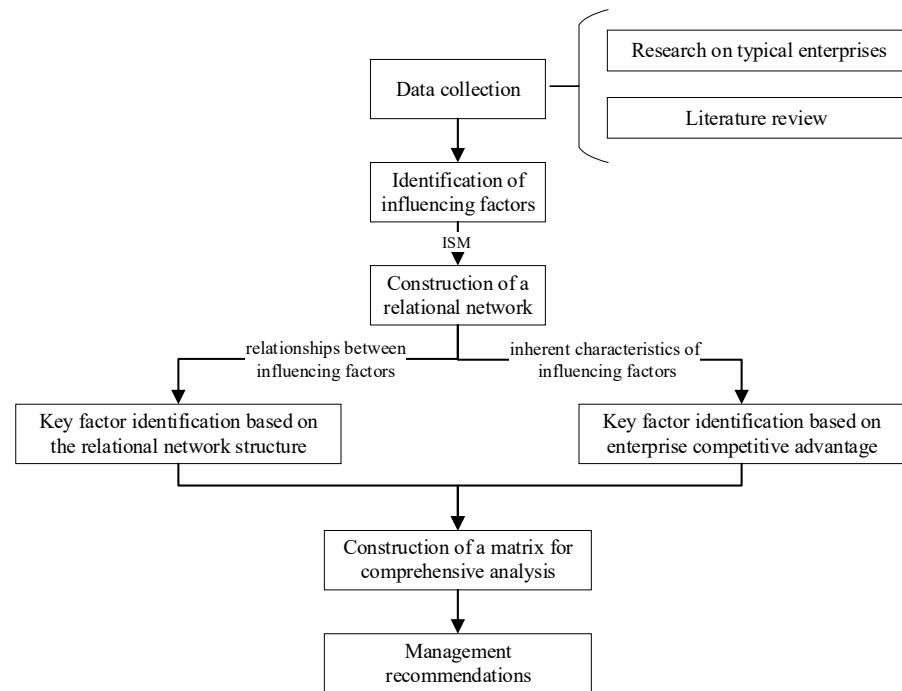 Research on typical enterprises
Data collection
Literature review
Identification of
influencing factors
ISM
Construction of a
relational network
relationships between
influencing factors
inherent characteristics of
influencing factors
Key factor identification based on
the relational network structure
Key factor identification based on
enterprise competitive advantage
Construction of a matrix for
comprehensive analysis
Management
recommendations